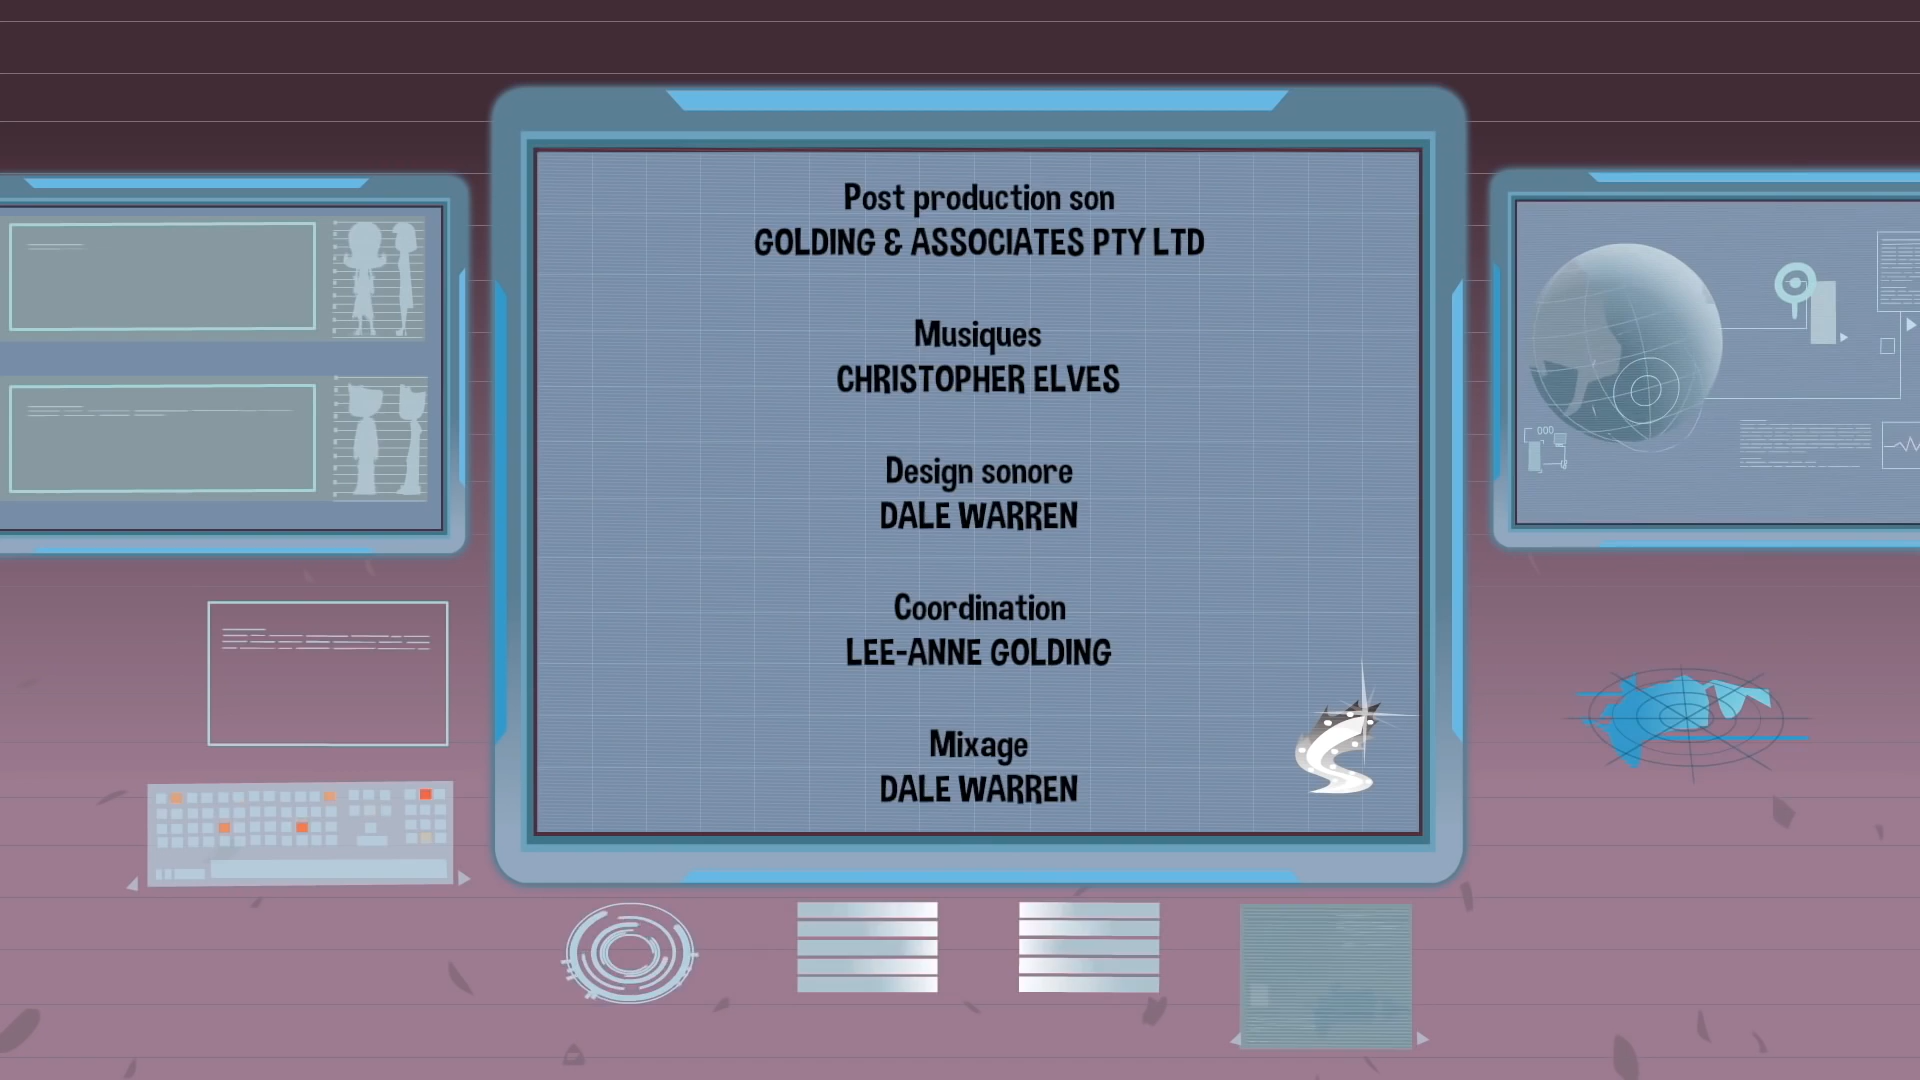 Post production son
GOLDING & ASSOCIATES PTY LTD
Musiques
CHRISTOPHER ELVES
Design sonore
DALE WARREN
Coordination
LEE-ANNE GOLDING
Mixage
DALE WARREN
000